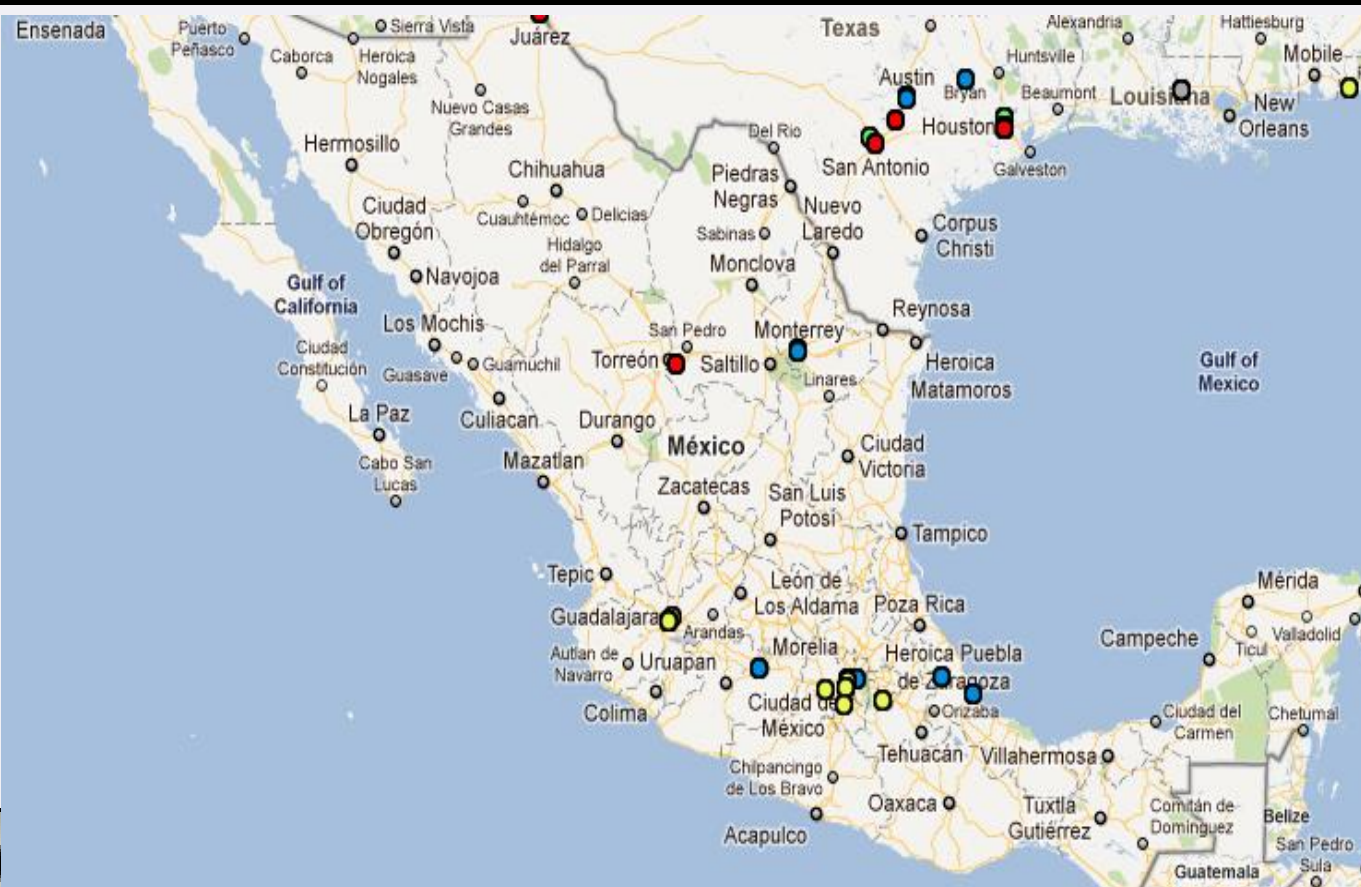 Ensenada
Puerto
Peñasco
Sierra Vista
Juárez
Texas
Alexandria
Hattiesburg
Caborca
Heroica
Nogales
Huntsville
Mobile
Nuevo Casas
Grandes
Austin
Bryan
Beaumont
Louisiana
New
Orleans
Hermosillo
Del Rio
Houston
San Antonio
Galveston
Chihuahua
Piedras
Negras
Cuauhtémoc
Delicias
Ciudad
Obregón
Nuevo
Laredo
Sabinas
Corpus
Christi
Hidalgo
del Parral
Monclova
Navojoa
Gulf of
California
Los Mochis
San Pedro
Monterrey
Reynosa
Ciudad
Constitución
Guasave
Guamuchil
Torreón
Saltillo
Linares
Heroica
Matamoros
Gulf of
Mexico
La Paz
Culiacan
Durango
México
Ciudad
Victoria
Cabo San
Lucas
Mazatlan
Zacatecas
San Luis
Potosí
Tampico
Tepic
León de
Los Aldama
Poza Rica
Mérida
Guadalajara
Arandas
Campeche
Valladolid
Ticul
Autlan de
Navarro
Uruapan
Morelia
Heroica Puebla
de Zaragoza
Colima
Ciudad de
México
Orizaba
Ciudad del
Carmen
Chetumal
Tehuacán
Villahermosa
Chilpancingo
de Los Bravo
Oaxaca
Tuxtla
Gutiérrez
Comitán de
Dominguez
Belize
Acapulco
San Pedro
Sula
Guatemala